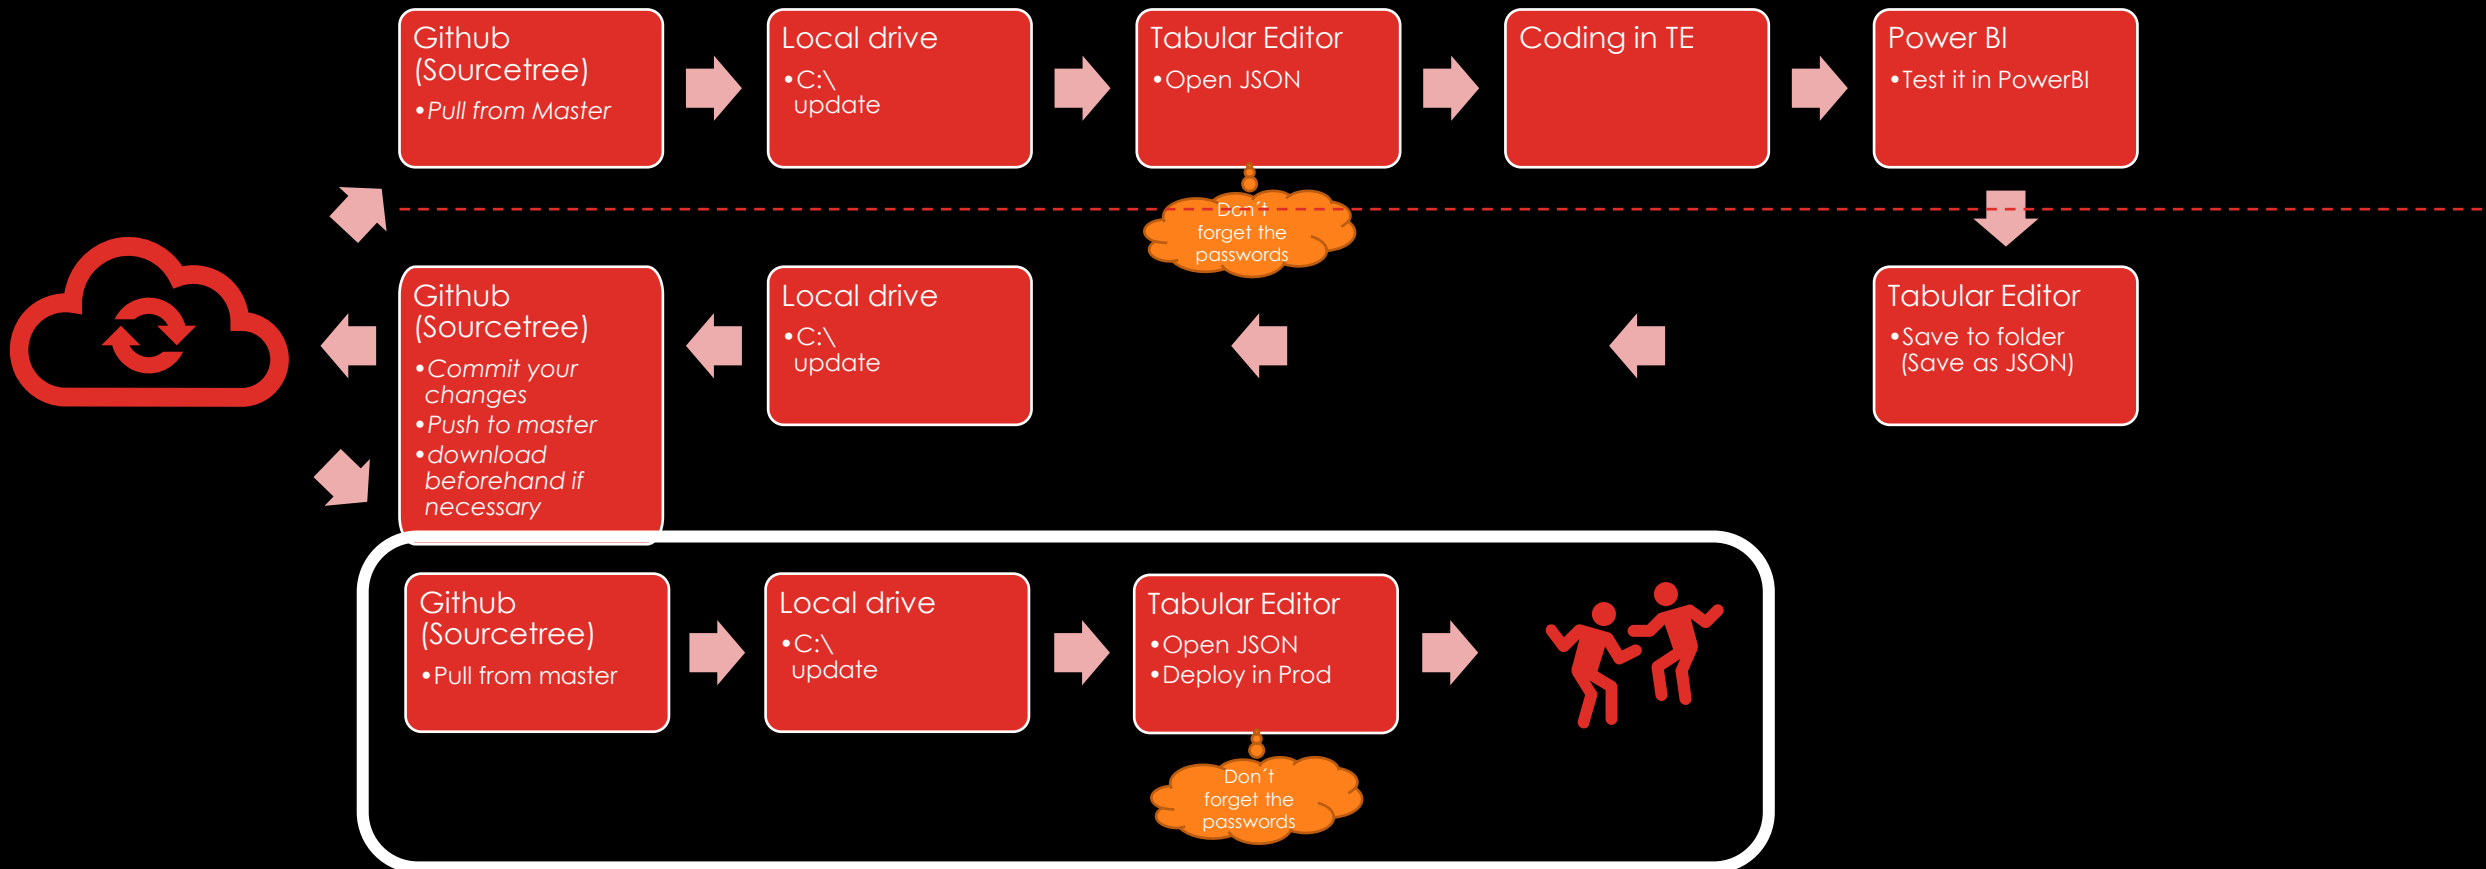 Github
(Sourcetree)
•Pull from Master
Local drive
•C:\
update
Tabular Editor
•Open JSON
Coding in TE
Power BI
•Test it in PowerBI
Don´t
forget the
passwords
Github
(Sourcetree)
•Commit your
changes
•Push to master
•download
beforehand if
necessary
Local drive
•C:\
update
Tabular Editor
•Save to folder
(Save as JSON)
Github
(Sourcetree)
•Pull from master
Local drive
•C:\
update
Tabular Editor
•Open JSON
•Deploy in Prod
Don´t
forget the
passwords